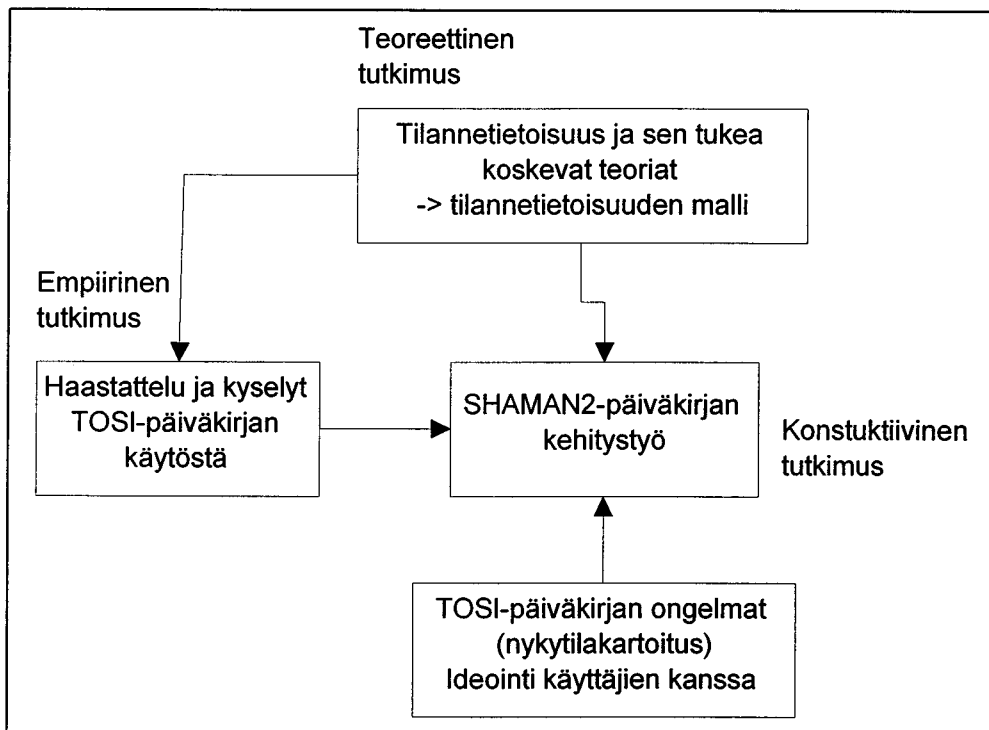 Teoreettinen
tutkimus
Tilannetietoisuus ja sen tukea
koskevat teoriat
-> tilannetietoisuuden malli
Empiirinen
tutkimus
Haastattelu ja kyselyt
TOSI-päiväkirjan
käytöstä
SHAMAN2-päiväkirjan
kehitystyö
Konstuktiivinen
tutkimus
TOSI-päiväkirjan ongelmat
(nykytilakartoitus)
Ideointi käyttäjien kanssa